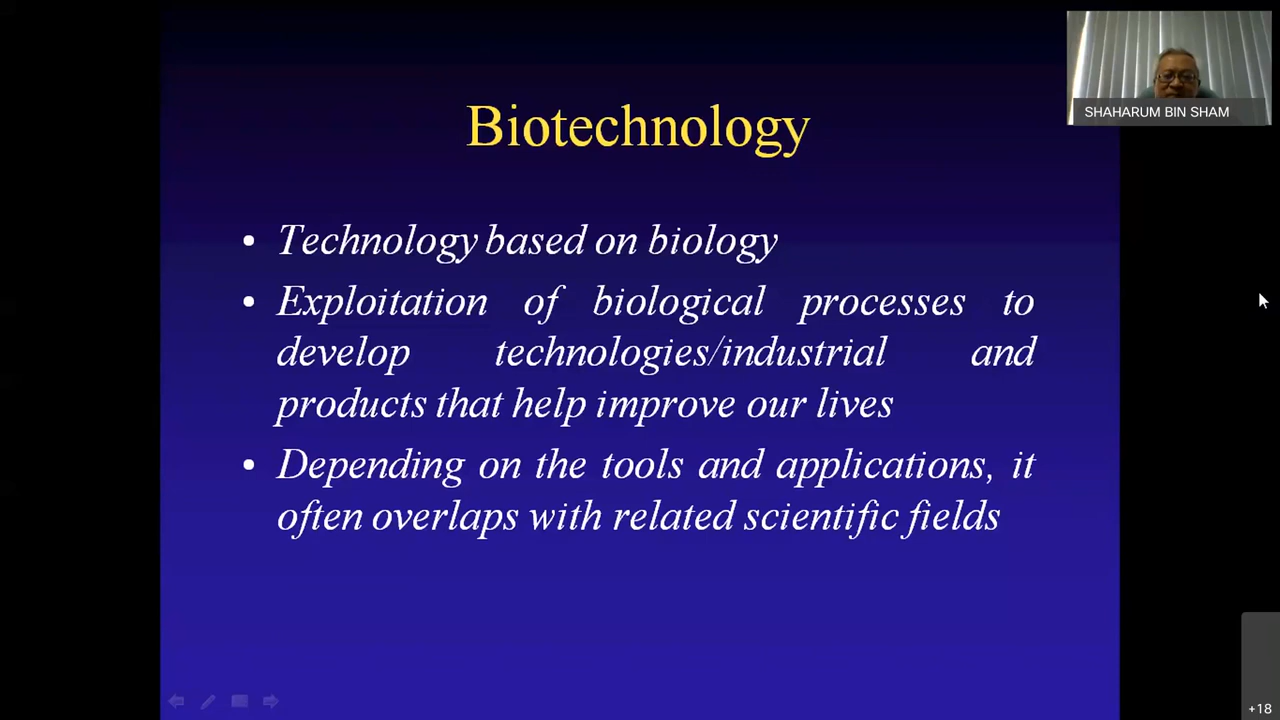 Biotechnology
SHAHARUM BIN SHAM
• Technology based on biology
• Exploitation of biological processes to
develop technologies/industrial and
products that help improve our lives
• Depending on the tools and applications, it
often overlaps with related scientific fields
+18